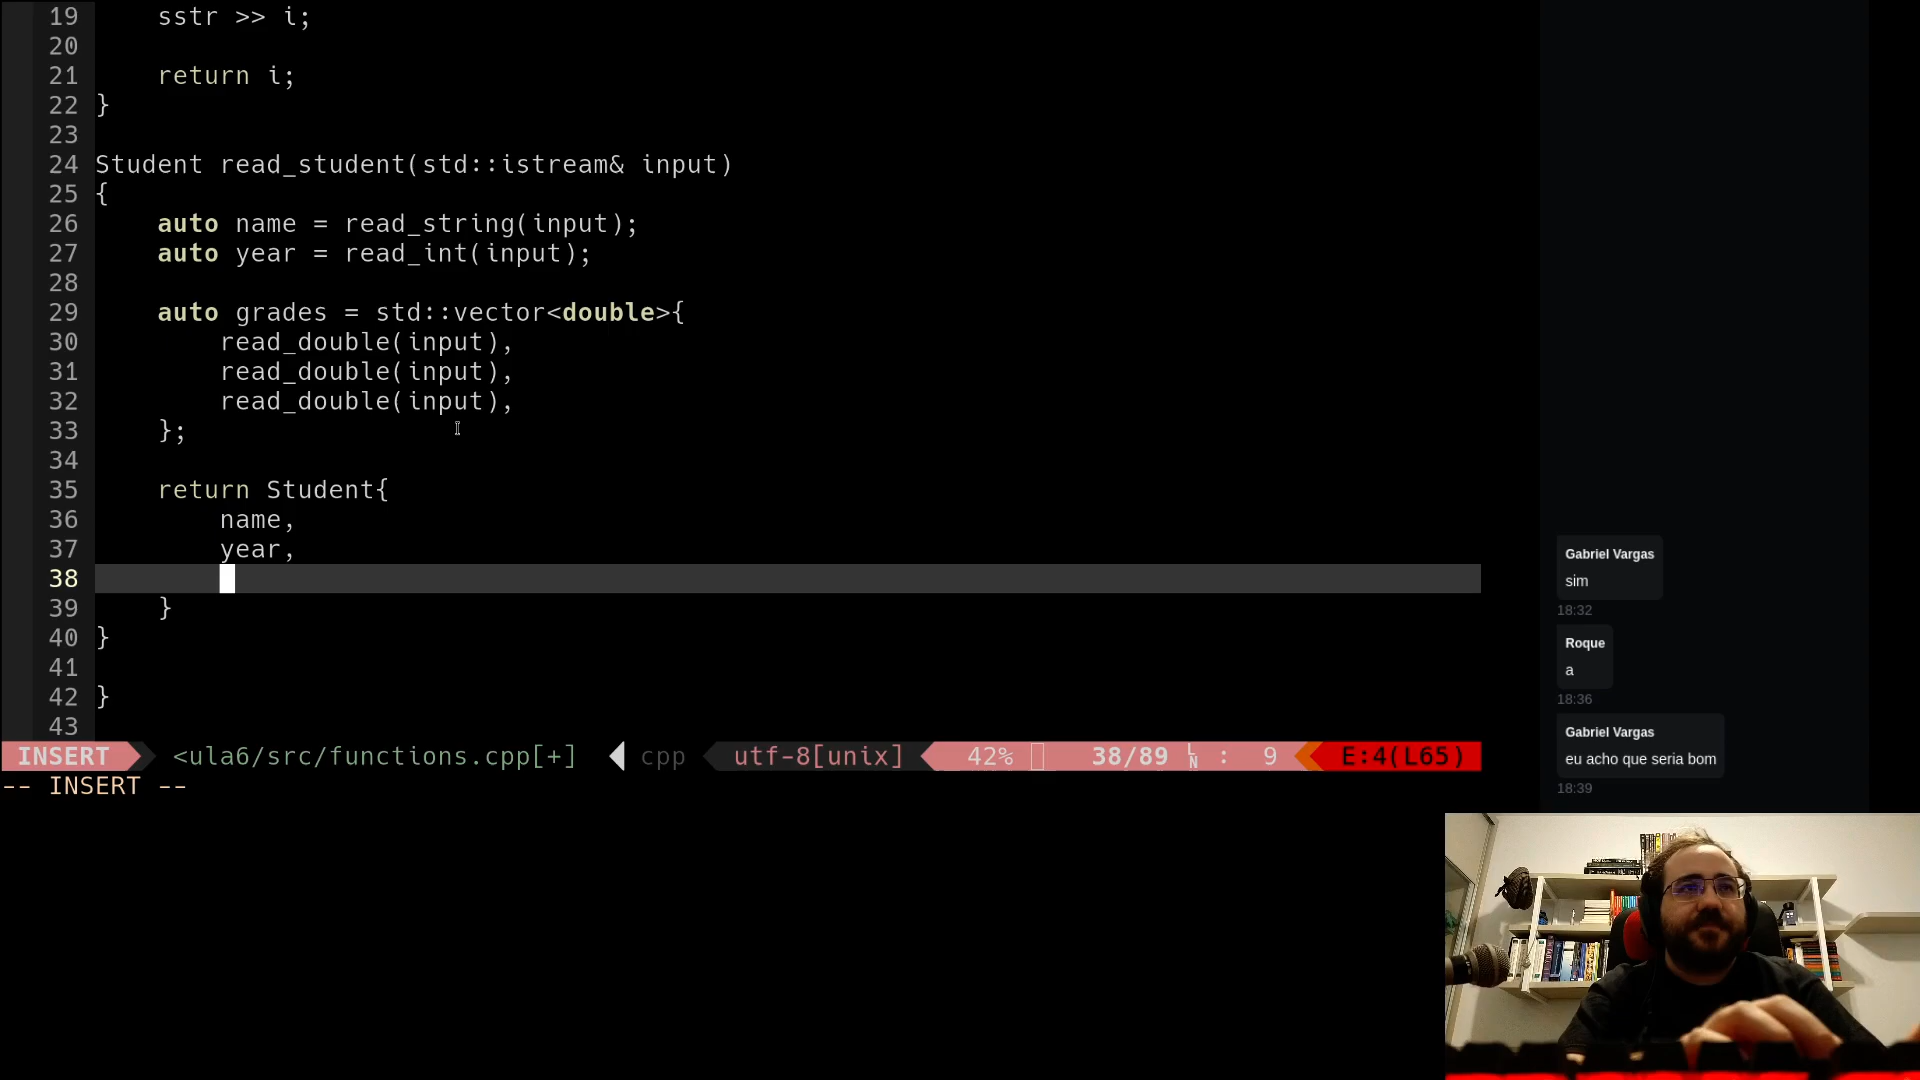 19 sstr >> i;
20
21 return i;
22 }
23
24 Student read_student(std::istream& input)
25 {
26 auto name = read_string(input);
27 auto year = read_int(input);
28
29 auto grades = std::vector<double>{
30 read_double(input),
31 read_double(input),
32 read_double(input),
33 };
34
35 return Student{
36 name,
37 year,
38
39 }
40 }
41
42 }
43
INSERT <ula6/src/functions.cpp[+] cpp utf-8[unix] 42% 38/89 LN : 9 E:4(L65)
-- INSERT --
Gabriel Vargas
sim
18:32
Roque
a
18:36
Gabriel Vargas
eu acho que seria bom
18:39